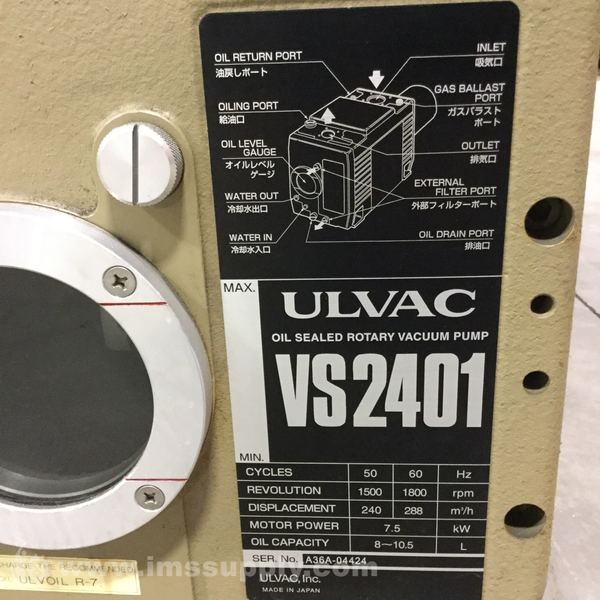 OIL RETURN PORT
油戻しポート
OILING PORT
給油口
OIL LEVEL
GAUGE
オイルレベル
ゲージ
WATER OUT
冷却水出口
WATER IN
冷却水入口
INLET
吸気口
GAS BALLAST
PORT
ガスバラスト
ポート
OUTLET
排気口
EXTERNAL
FILTER PORT
外部フィルターポート
OIL DRAIN PORT
排油口
MAX.
ULVAC
OIL SEALED ROTARY VACUUM PUMP
VS2401
MIN.
CYCLES 50 60 Hz
REVOLUTION 1500 1800 rpm
DISPLACEMENT 240 288 m³/h
MOTOR POWER 7.5 kW
OIL CAPACITY 8~10.5 L
SER. No. A36A-04424
ULVAC, Inc.
MADE IN JAPAN
CHARGE THE RECOMMENDED
ULVOIL R-7
www.imssupply.com